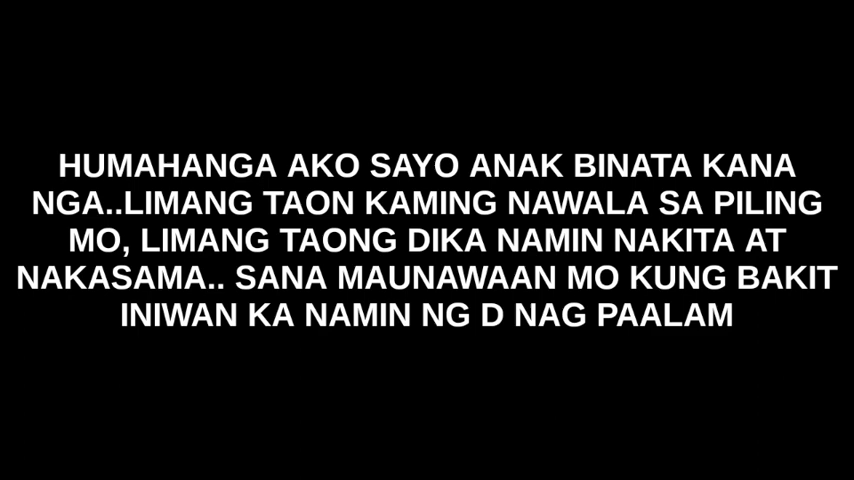 HUMAHANGA AKO SAYO ANAK BINATA KANA
NGA..LIMANG TAON KAMING NAWALA SA PILING
MO, LIMANG TAONG DIKA NAMIN NAKITA AT
NAKASAMA.. SANA MAUNAWAAN MO KUNG BAKIT
INIWAN KA NAMIN NG D NAG PAALAM